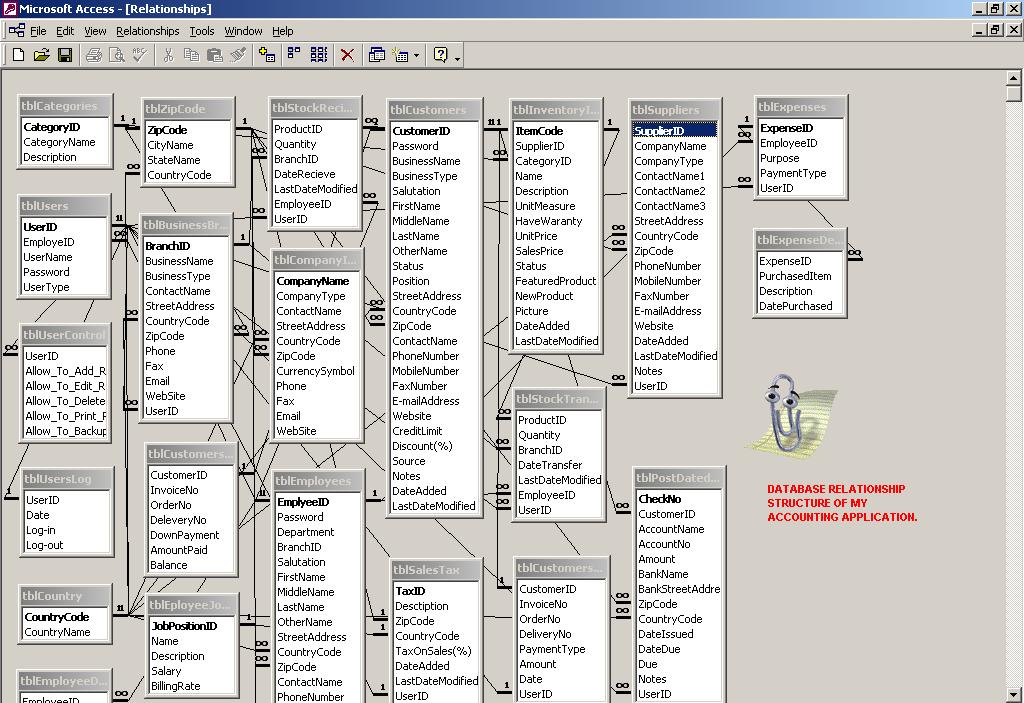 Microsoft Access - [Relationships]
File Edit View Relationships Tools Window Help
tblCategories
CategoryID
CategoryName
Description
tblUsers
UserID
EmployeID
UserName
Password
UserType
tblUserControl
UserID
Allow_To_Add_R
Allow_To_Edit_R
Allow_To_Delete
Allow_To_Print_F
Allow_To_Backup
tblUsersLog
UserID
Date
Log-in
Log-out
tblCountry
CountryCode
CountryName
tblEmployeeD...
EmployeeID
tblZipCode
ZipCode
CityName
StateName
CountryCode
tblBusinessBr...
BranchID
BusinessName
BusinessType
ContactName
StreetAddress
CountryCode
ZipCode
Phone
Fax
Email
WebSite
UserID
tblCustomers...
CustomerID
InvoiceNo
OrderNo
DeleveryNo
DownPayment
AmountPaid
Balance
tblEployeeJo...
JobPositionID
Name
Description
Salary
BillingRate
tblStockReci...
ProductID
Quantity
BranchID
DateRecieve
LastDateModified
EmployeeID
UserID
tblCompanyI...
CompanyName
CompanyType
ContactName
StreetAddress
CountryCode
ZipCode
CurrencySymbol
Phone
Fax
Email
WebSite
tblEmployees
EmplyeeID
Password
Department
BranchID
Salutation
FirstName
MiddleName
LastName
OtherName
StreetAddress
CountryCode
ZipCode
ContactName
PhoneNumber
tblCustomers
CustomerID
Password
BusinessName
BusinessType
Salutation
FirstName
MiddleName
LastName
OtherName
Status
Position
StreetAddress
CountryCode
ZipCode
ContactName
PhoneNumber
MobileNumber
FaxNumber
E-mailAddress
Website
CreditLimit
Discount(%)
Source
Notes
DateAdded
LastDateModified
tblSalesTax
TaxID
Desctiption
ZipCode
CountryCode
TaxOnSales(%)
DateAdded
LastDateModified
UserID
tblInventoryI...
ItemCode
SupplierID
CategoryID
Name
Description
UnitMeasure
HaveWaranty
UnitPrice
SalesPrice
Status
FeaturedProduct
NewProduct
Picture
DateAdded
LastDateModified
tblStockTran...
ProductID
Quantity
BranchID
DateTransfer
LastDateModified
EmployeeID
UserID
tblCustomers...
CustomerID
InvoiceNo
OrderNo
DeliveryNo
PaymentType
Amount
Date
UserID
tblSuppliers
SupplierID
CompanyName
CompanyType
ContactName1
ContactName2
ContactName3
StreetAddress
CountryCode
ZipCode
PhoneNumber
MobileNumber
FaxNumber
E-mailAddress
Website
DateAdded
LastDateModified
Notes
UserID
tblPostDated...
CheckNo
CustomerID
AccountName
AccountNo
Amount
BankName
BankStreetAddre
ZipCode
CountryCode
DateIssued
DateDue
Due
Notes
UserID
tblExpenses
ExpenseID
EmployeeID
Purpose
PaymentType
UserID
tblExpenseDe...
ExpenseID
PurchasedItem
Description
DatePurchased
DATABASE RELATIONSHIP
STRUCTURE OF MY
ACCOUNTING APPLICATION.